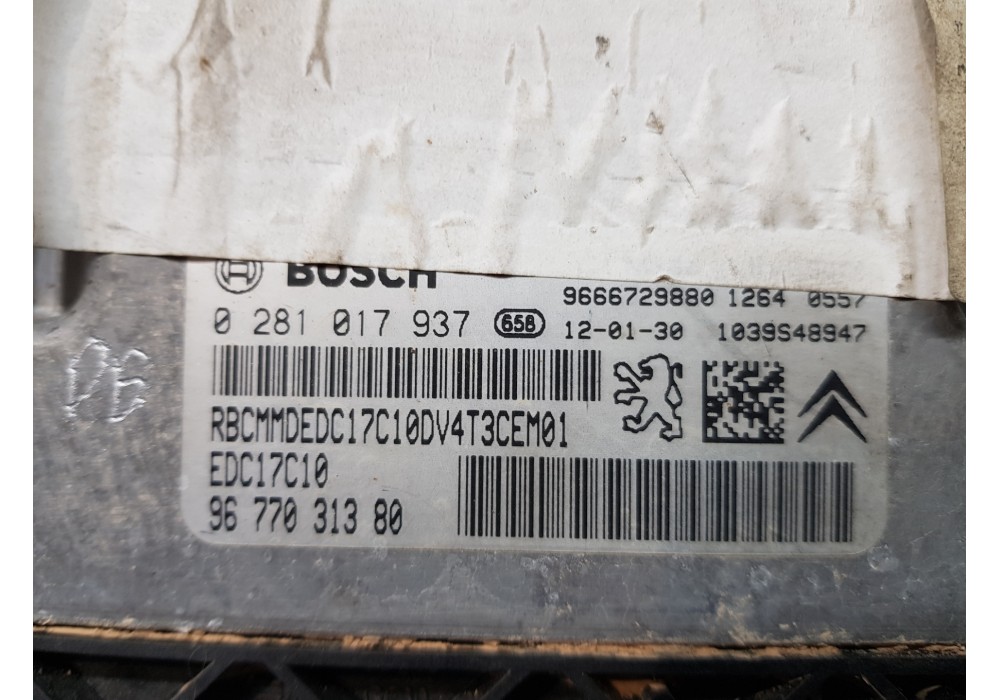 BOSCH
9666729880 1264 0557
0 281 017 937 658 12-01-30 1039S48947
RBCMMDEDC17C10DV4T3CEM01
EDC17C10
96 770 313 80